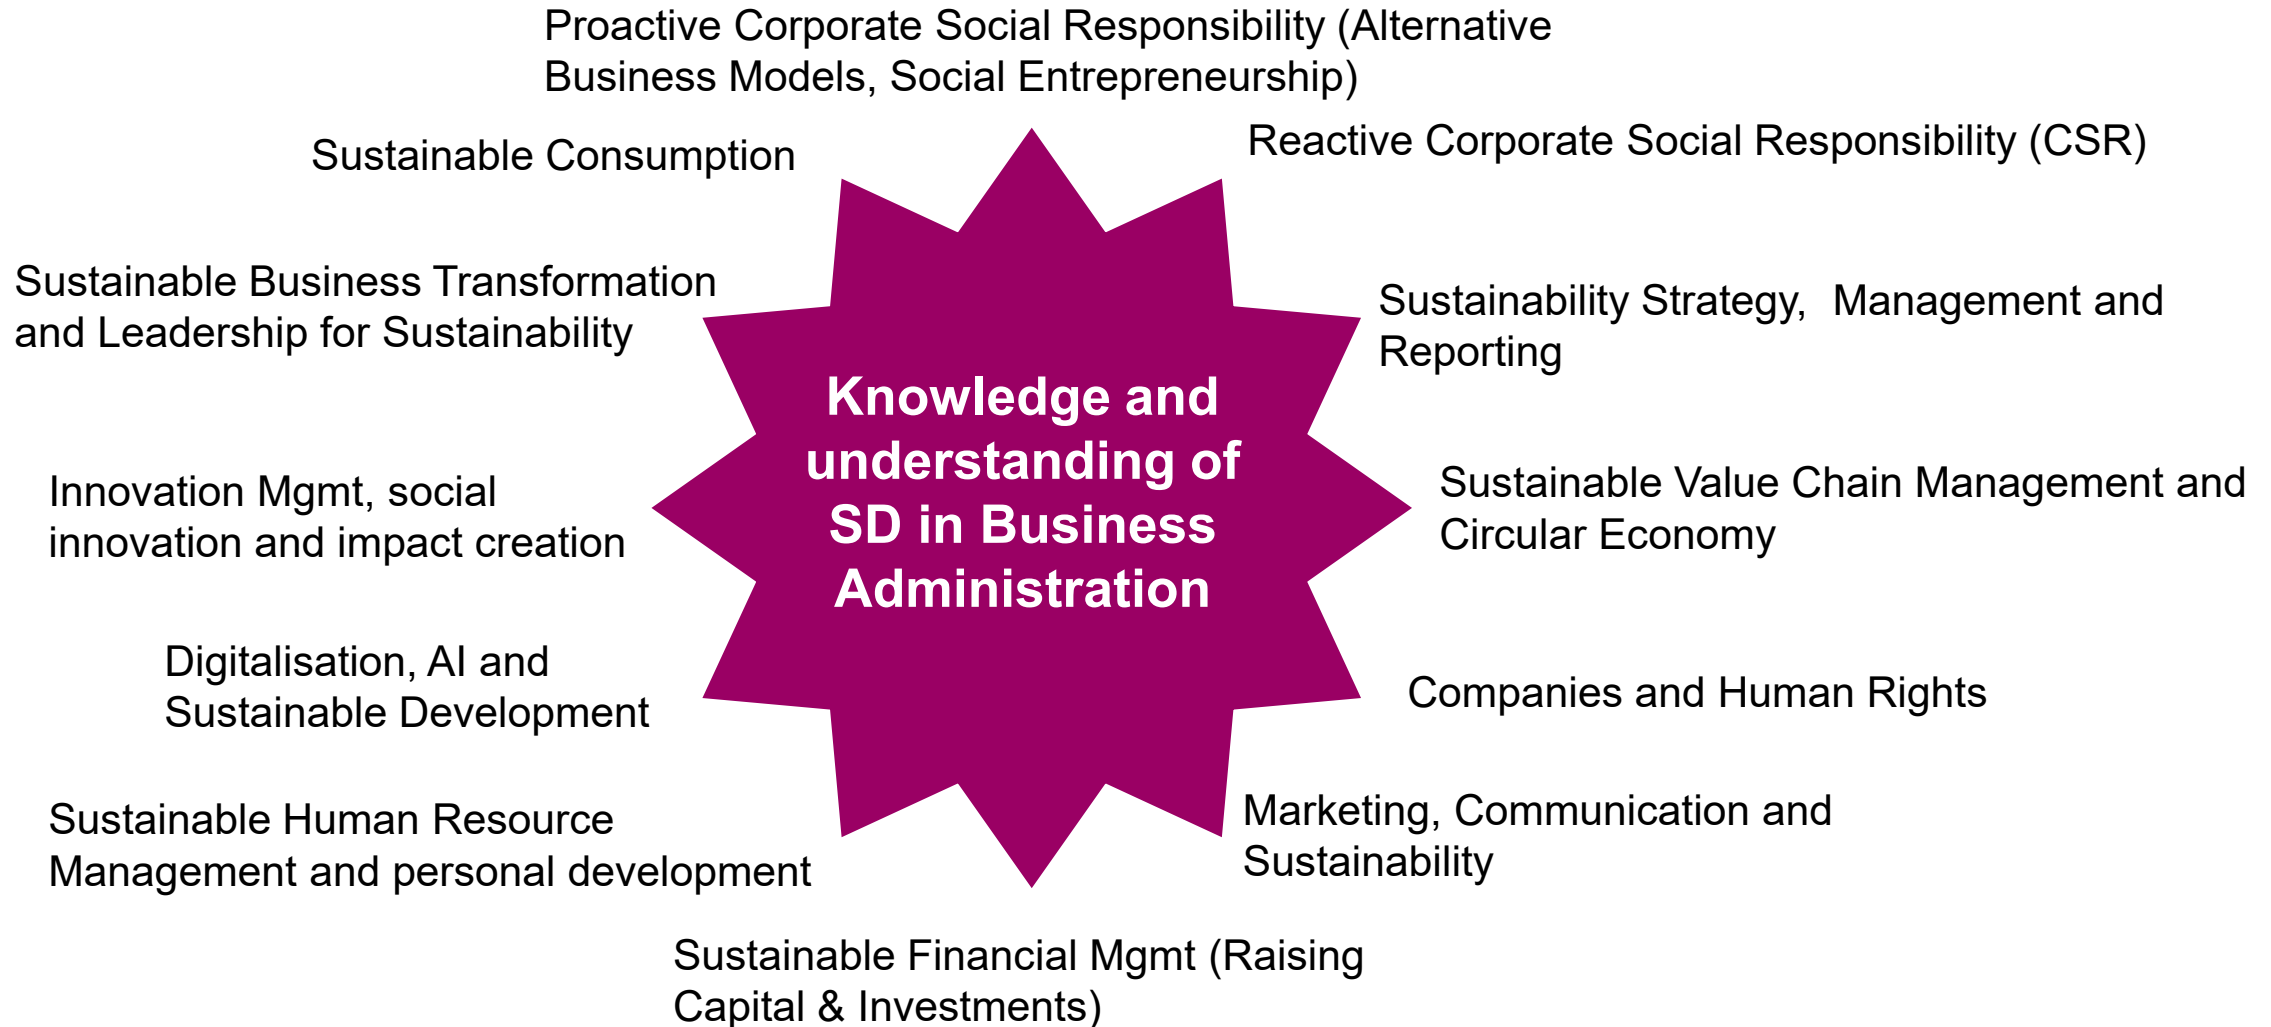 Proactive Corporate Social Responsibility (Alternative
Business Models, Social Entrepreneurship)
Reactive Corporate Social Responsibility (CSR)
Sustainable Consumption
Sustainable Business Transformation
and Leadership for Sustainability
Sustainability Strategy,  Management and
Reporting
Knowledge and
understanding of
SD in Business
Administration
Innovation Mgmt, social
innovation and impact creation
Sustainable Value Chain Management and
Circular Economy
Digitalisation, AI and
Sustainable Development
Companies and Human Rights
Sustainable Human Resource
Management and personal development
Marketing, Communication and
Sustainability
Sustainable Financial Mgmt (Raising
Capital & Investments)